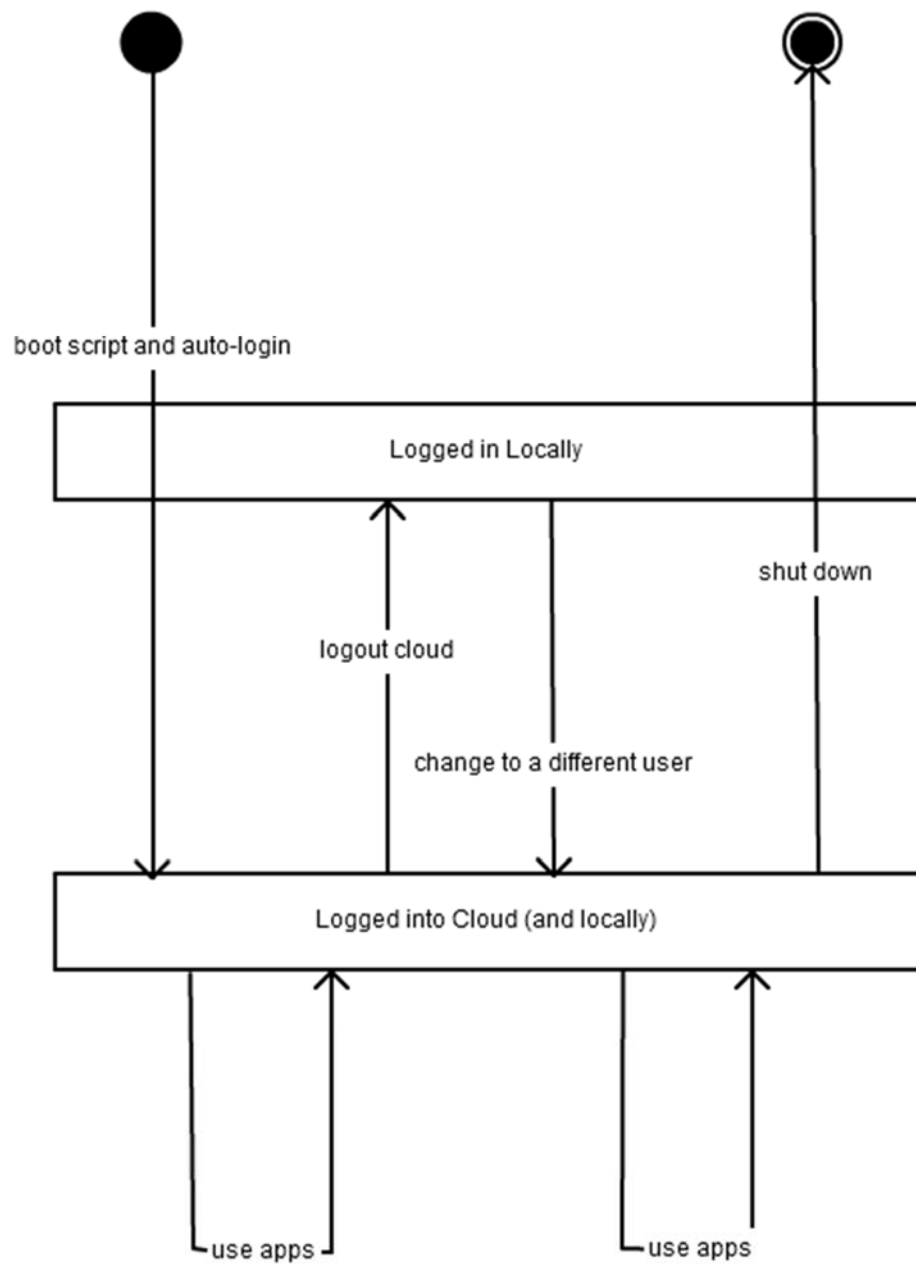 boot script and auto-login
Logged in Locally
shut down
logout cloud
change to a different user
Logged into Cloud (and locally)
use apps
use apps